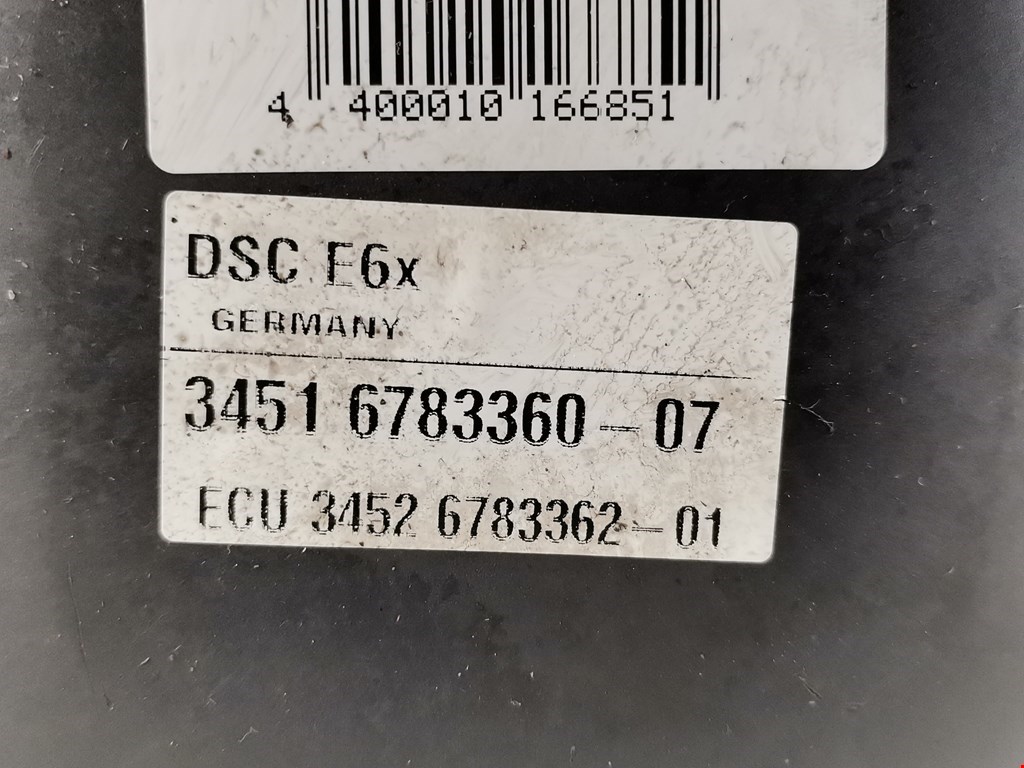 4 400010 166851
DSC E6x
GERMANY
3451 6783360-07
ECU 3452 6783362-01